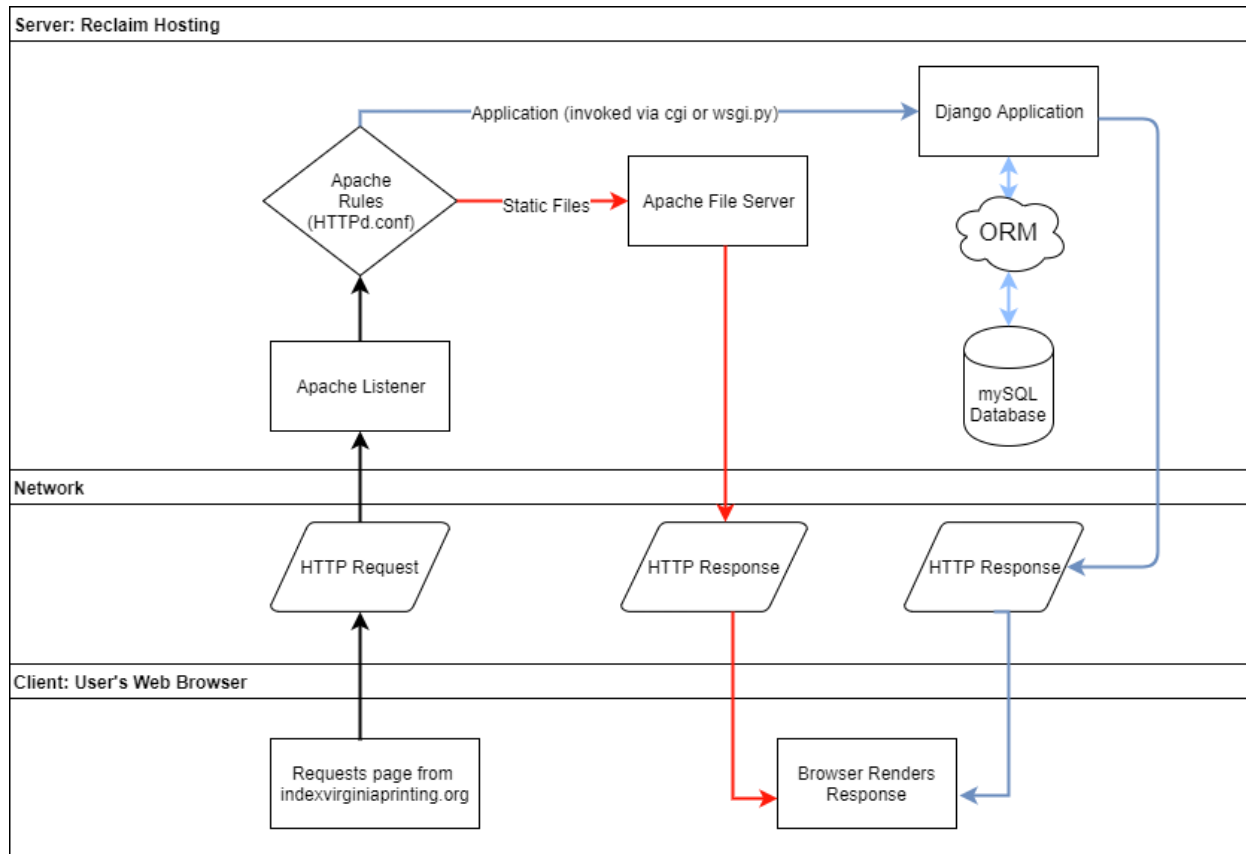 Server: Reclaim Hosting
Application (invoked via cgi or wsgi.py)
Django Application
Apache
Rules
(HTTPd.conf)
Static Files
Apache File Server
ORM
Apache Listener
mySQL
Database
Network
HTTP Request
HTTP Response
HTTP Response
Client: User's Web Browser
Requests page from
indexvirginiaprinting.org
Browser Renders
Response